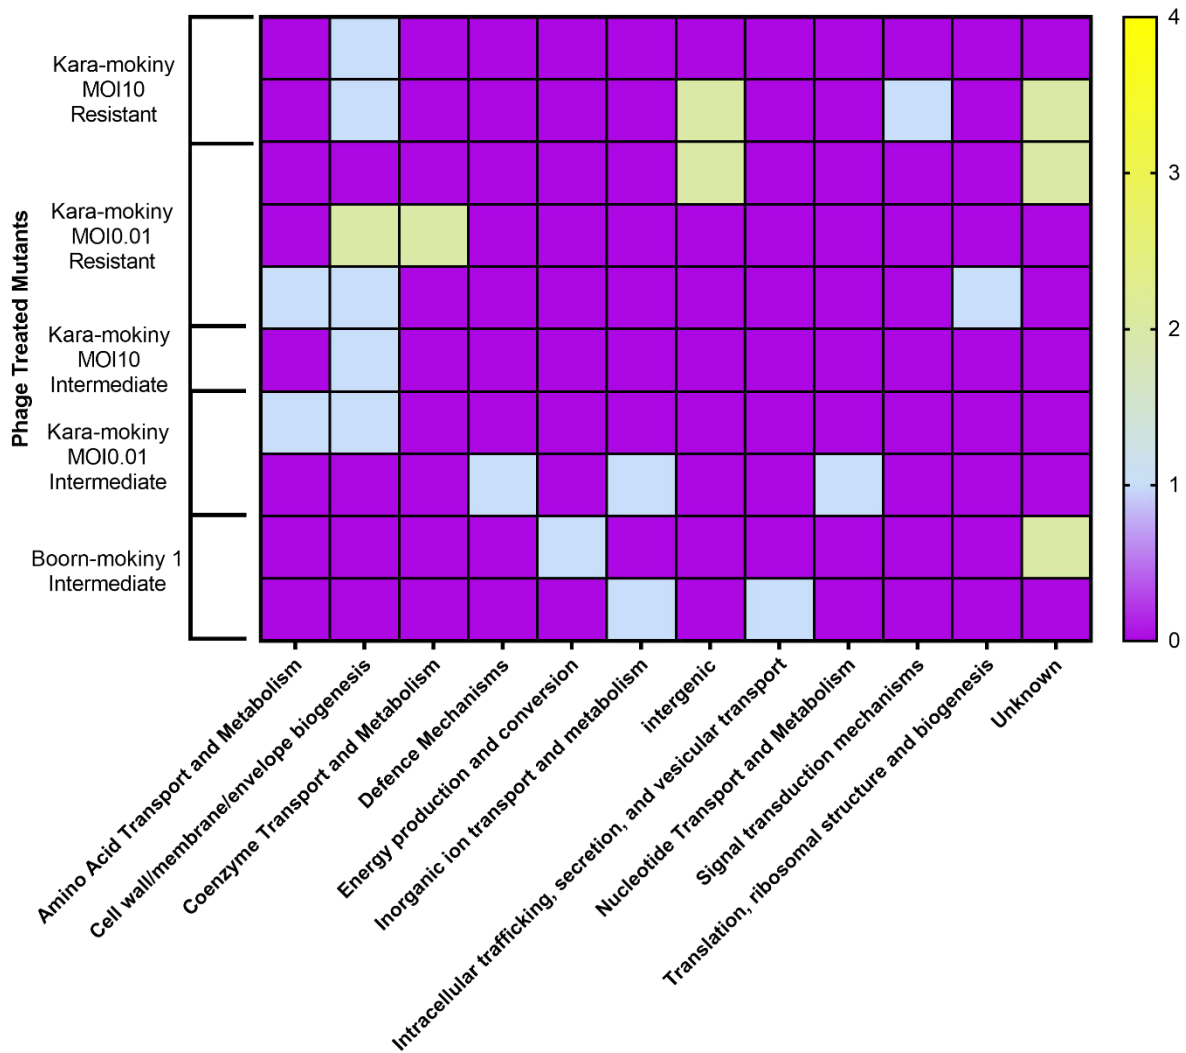 Phage Treated Mutants
Kara-mokiny
MOI10
Resistant
Kara-mokiny
MOI0.01
Resistant
Kara-mokiny
MOI10
Intermediate
Kara-mokiny
MOI0.01
Intermediate
Boorn-mokiny 1
Intermediate
4
3
2
1
0
Amino Acid Transport and Metabolism
Cell wall/membrane/envelope biogenesis
Coenzyme Transport and Metabolism
Defence Mechanisms
Energy production and conversion
Inorganic ion transport and metabolism
intergenic
Intracellular trafficking, secretion, and vesicular transport
Nucleotide Transport and Metabolism
Signal transduction mechanisms
Translation, ribosomal structure and biogenesis
Unknown